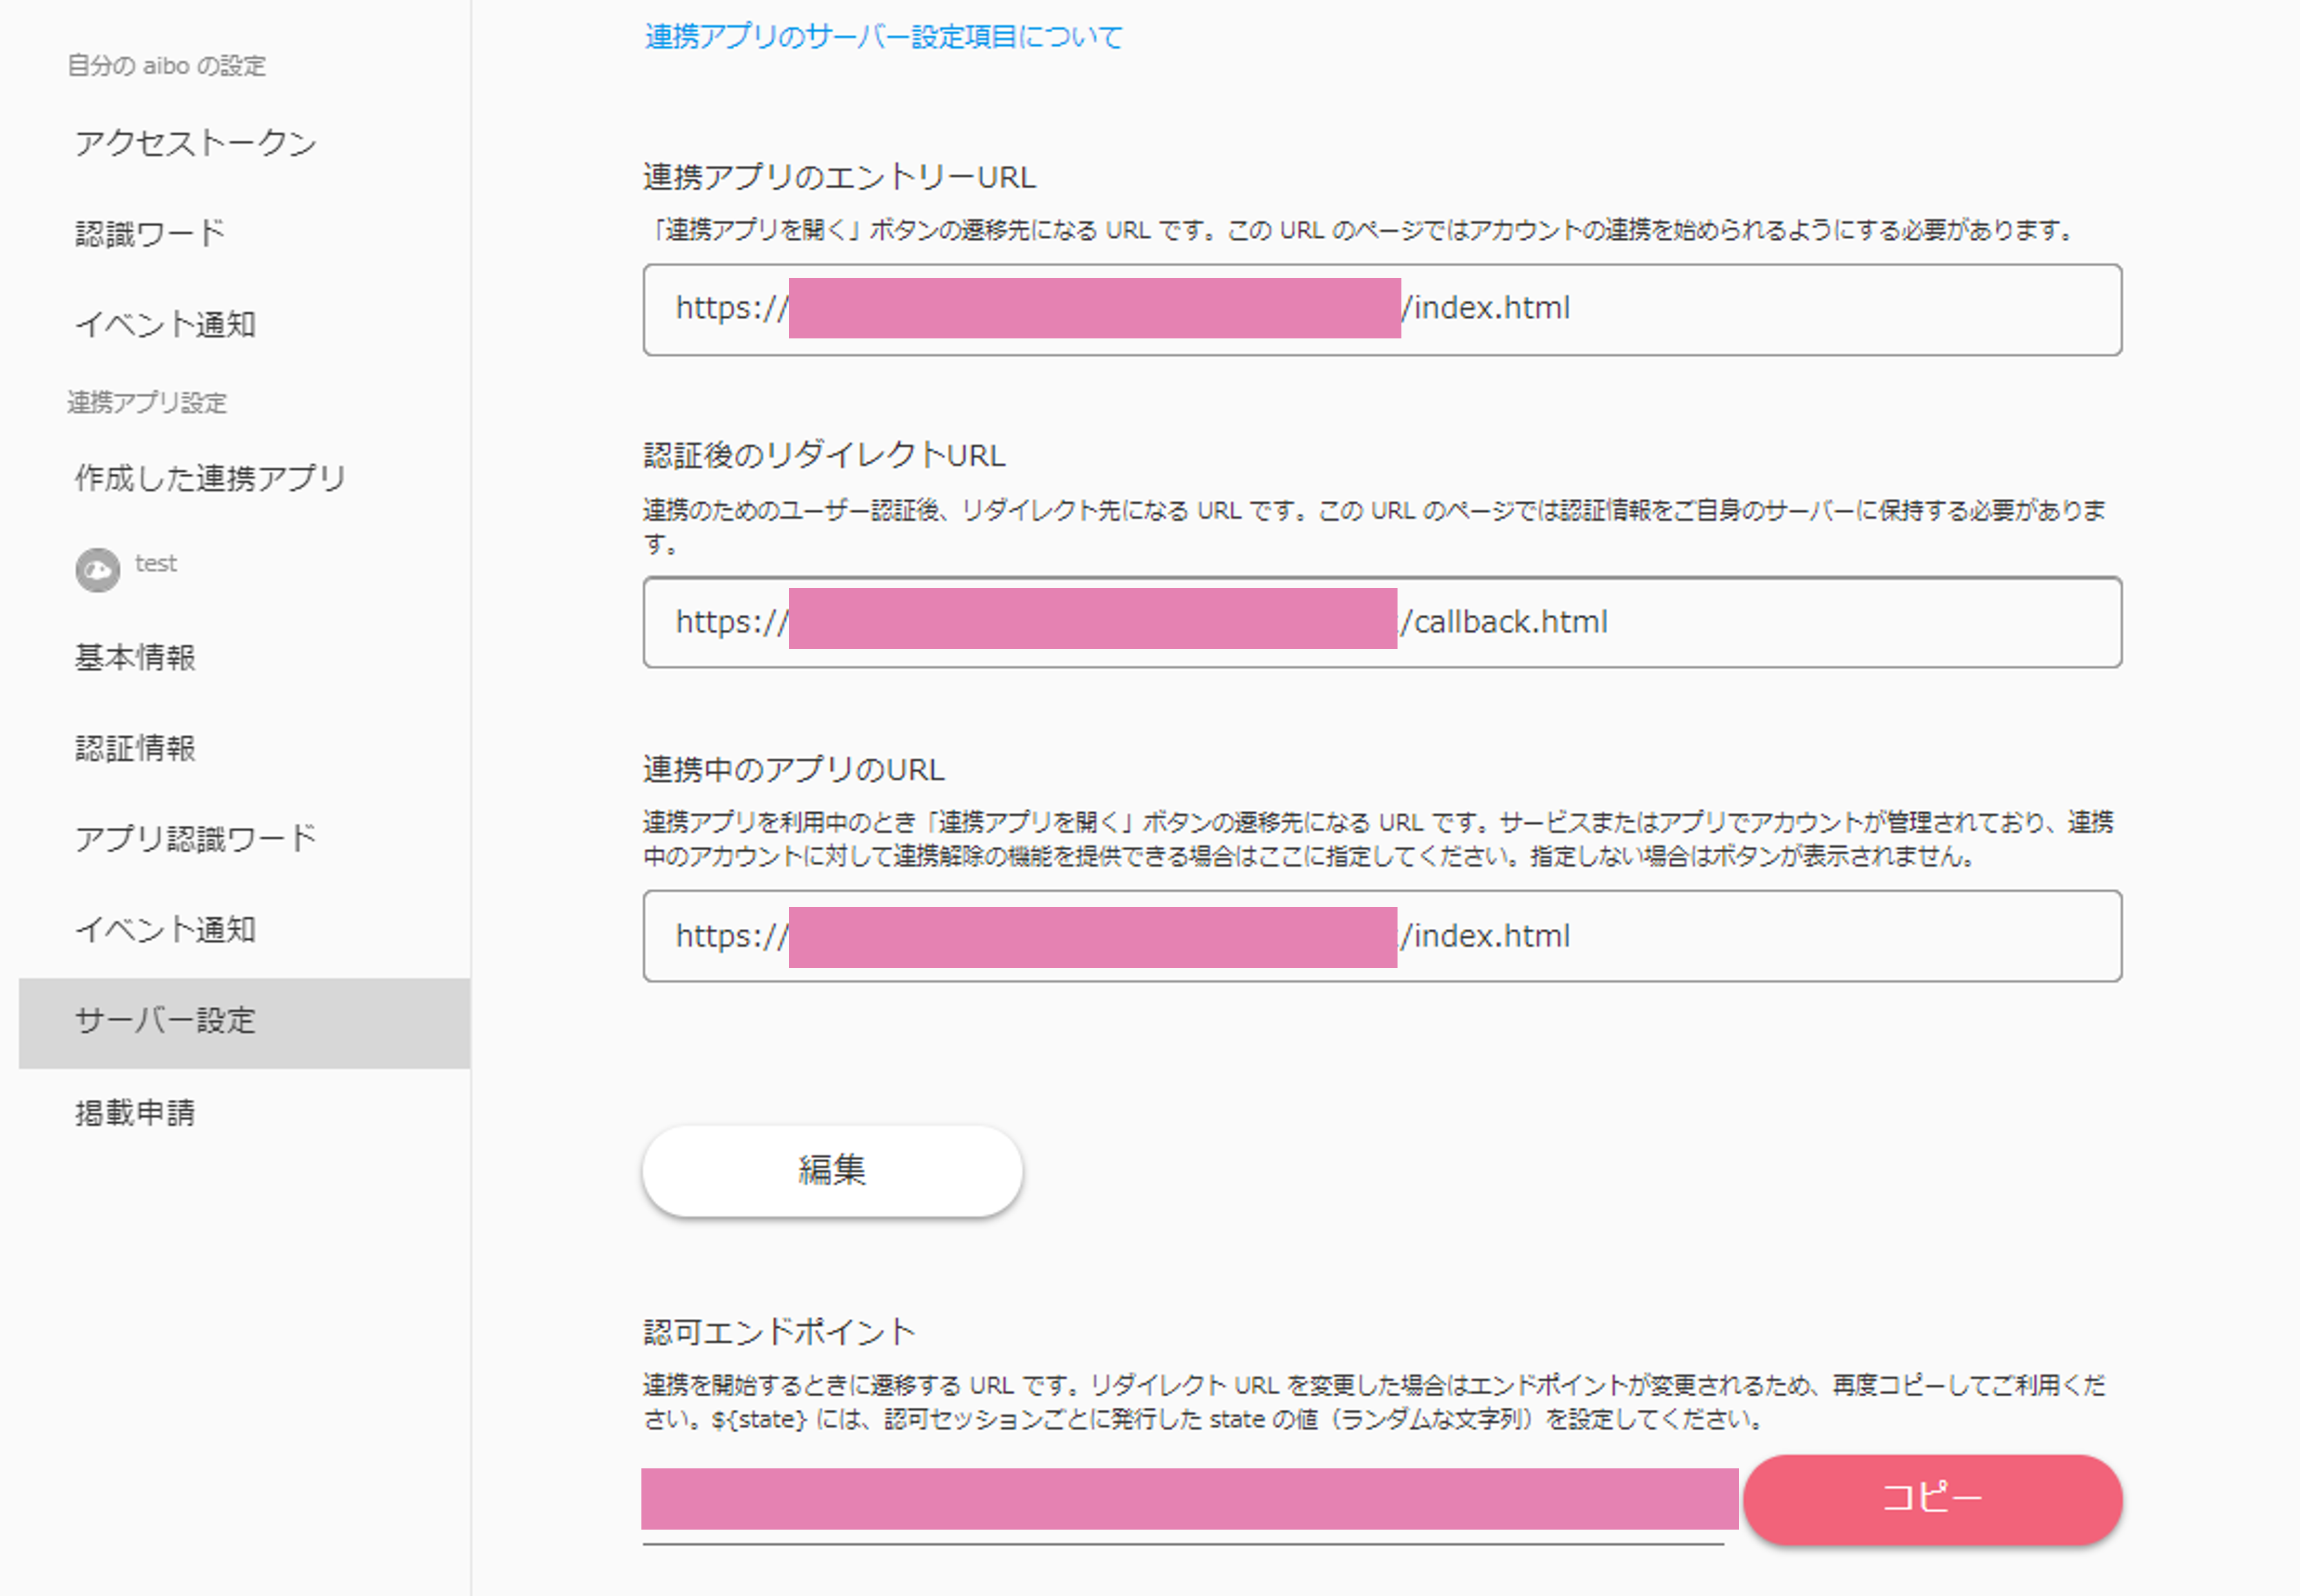 自分の aibo の設定
アクセストークン
認識ワード
イベント通知
連携アプリ設定
作成した連携アプリ
test
基本情報
認証情報
アプリ認識ワード
イベント通知
サーバー設定
掲載申請
連携アプリのサーバー設定項目について
連携アプリのエントリーURL
「連携アプリを開く」ボタンの遷移先になる URL です。この URL のページではアカウントの連携を始められるようにする必要があります。
https:// /index.html
認証後のリダイレクトURL
連携のためのユーザー認証後、リダイレクト先になる URL です。この URL のページでは認証情報をご自身のサーバーに保持する必要がありま
す。
https:// /callback.html
連携中のアプリのURL
連携アプリを利用中のとき「連携アプリを開く」ボタンの遷移先になる URL です。サービスまたはアプリでアカウントが管理されており、連携
中のアカウントに対して連携解除の機能を提供できる場合はここに指定してください。指定しない場合はボタンが表示されません。
https:// /index.html
編集
認可エンドポイント
連携を開始するときに遷移する URL です。リダイレクト URL を変更した場合はエンドポイントが変更されるため、再度コピーしてご利用くだ
さい。${state} には、認可セッションごとに発行した state の値（ランダムな文字列）を設定してください。
コピー